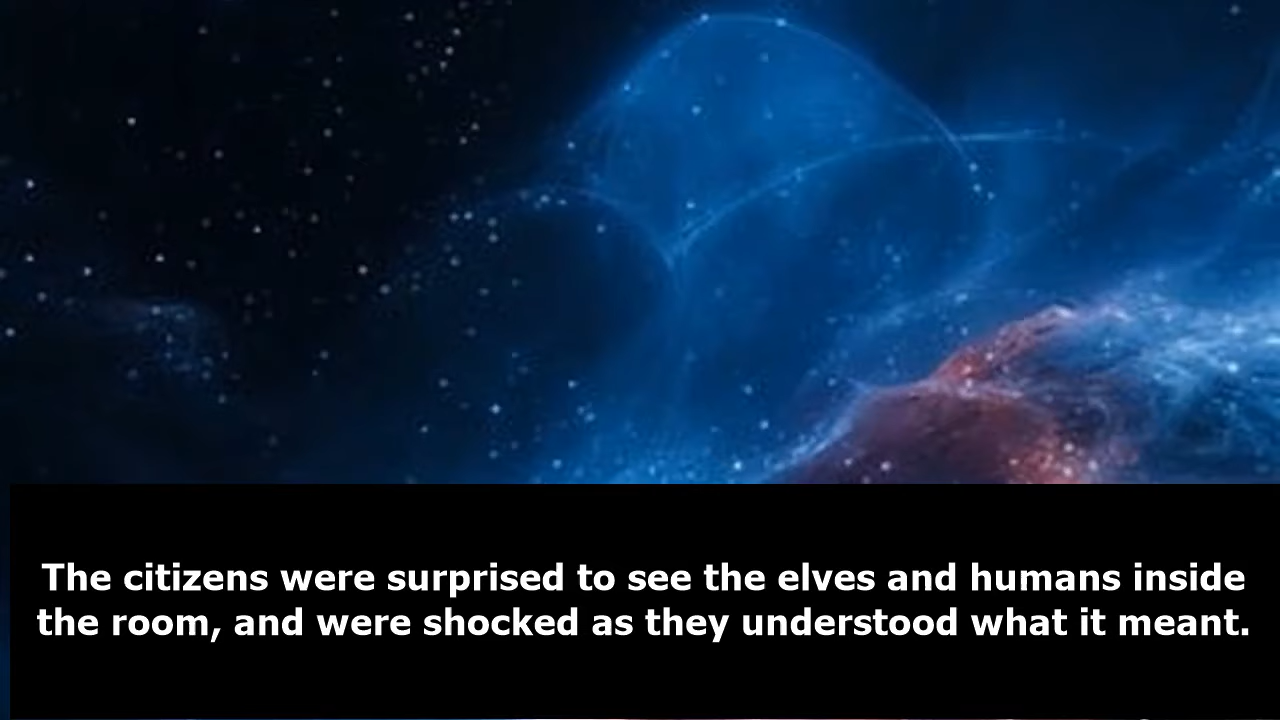 The citizens were surprised to see the elves and humans inside
the room, and were shocked as they understood what it meant.